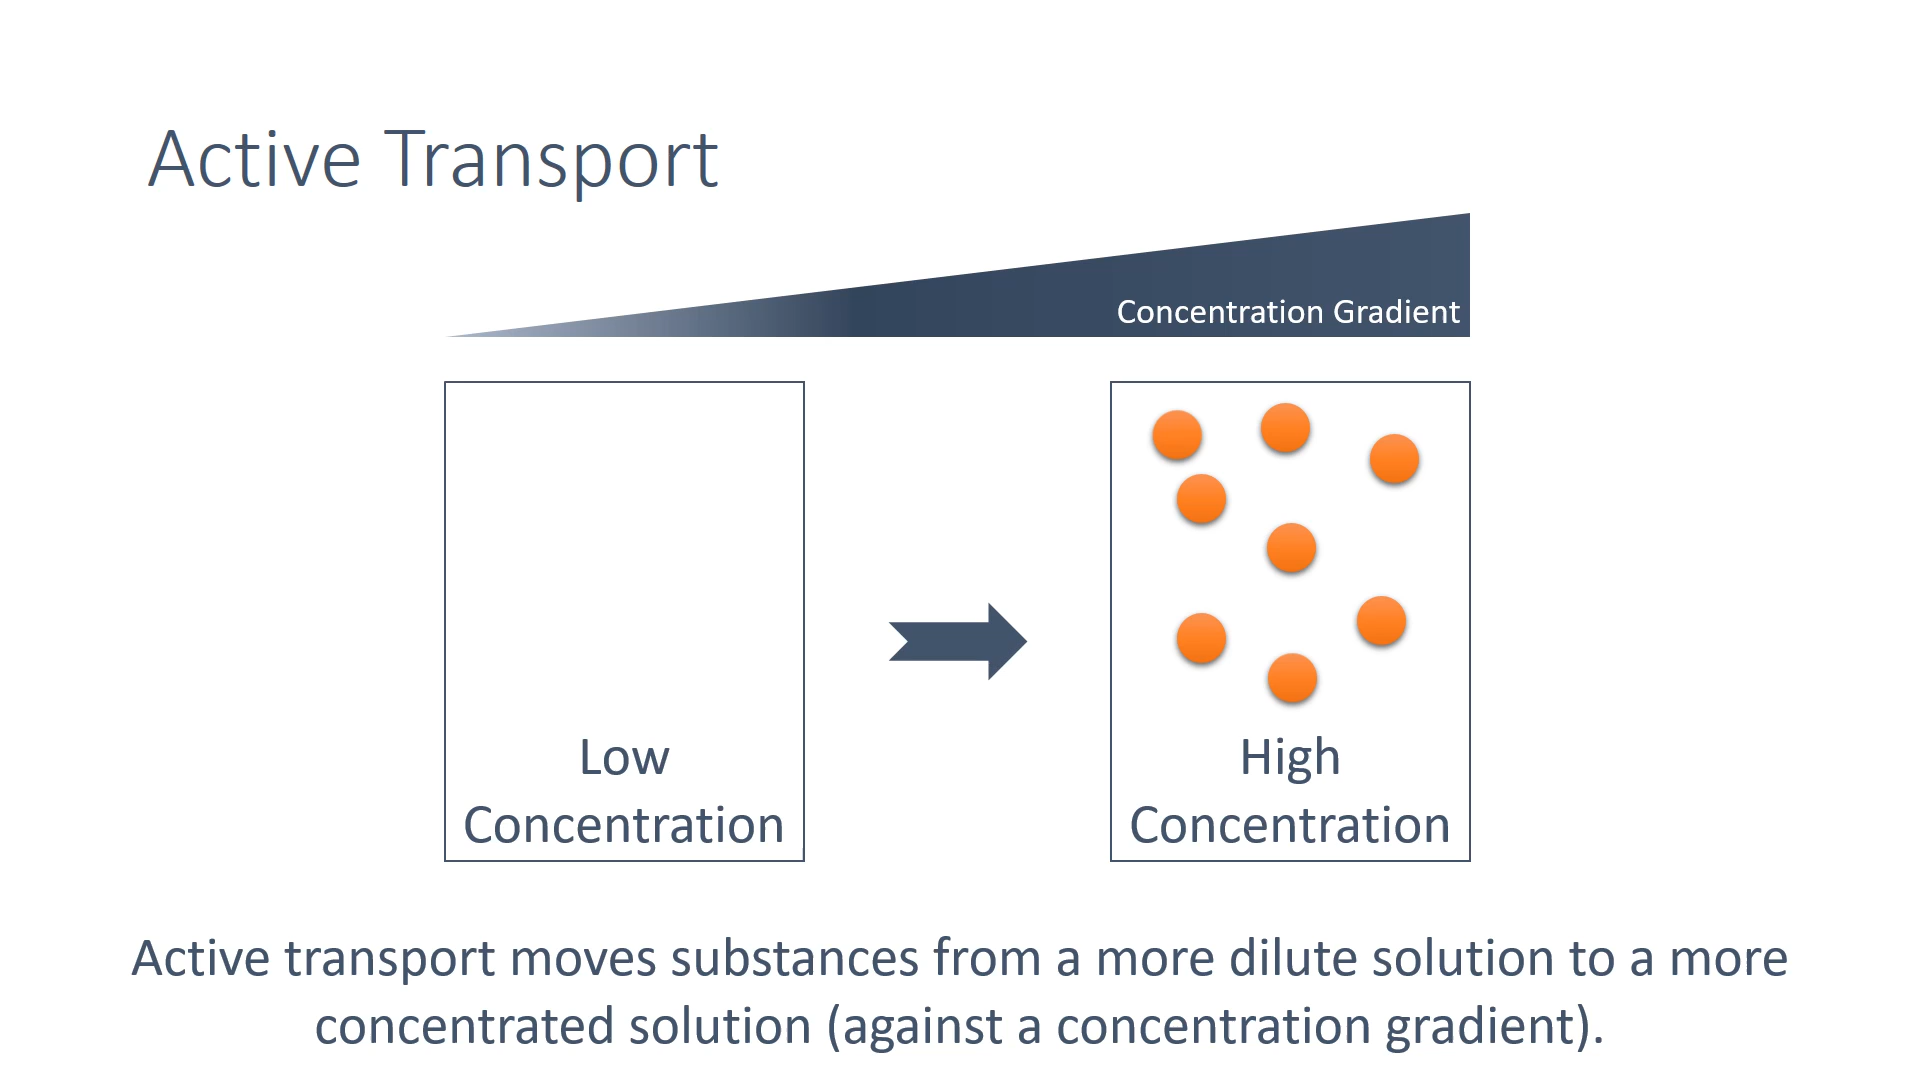 Active Transport
Concentration Gradient
Low
Concentration
High
Concentration
Active transport moves substances from a more dilute solution to a more
concentrated solution (against a concentration gradient).